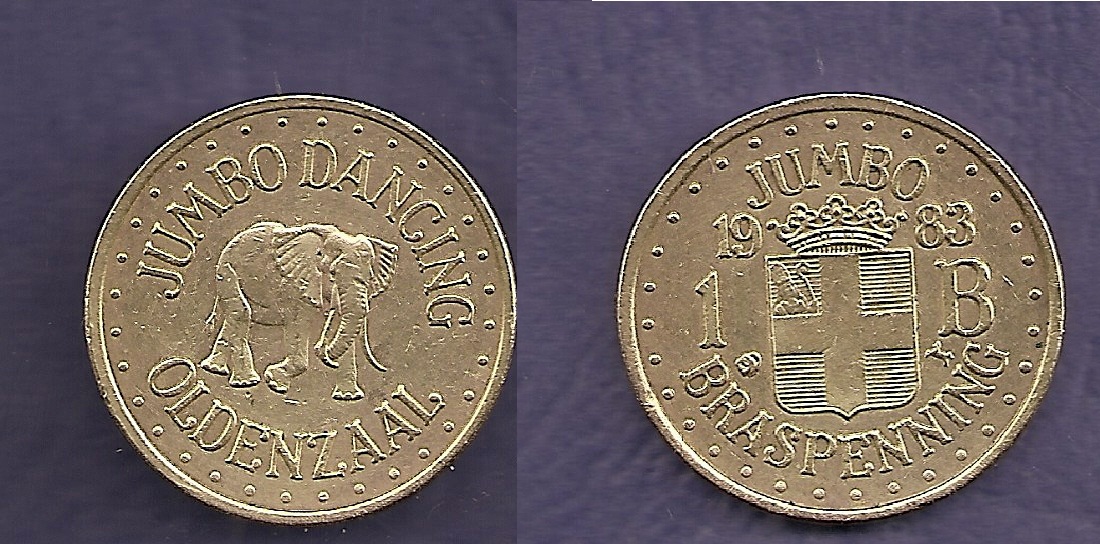 JUMBO DANCING
OLDENZAAL
JUMBO
19 83
1 B
BRASPENNING